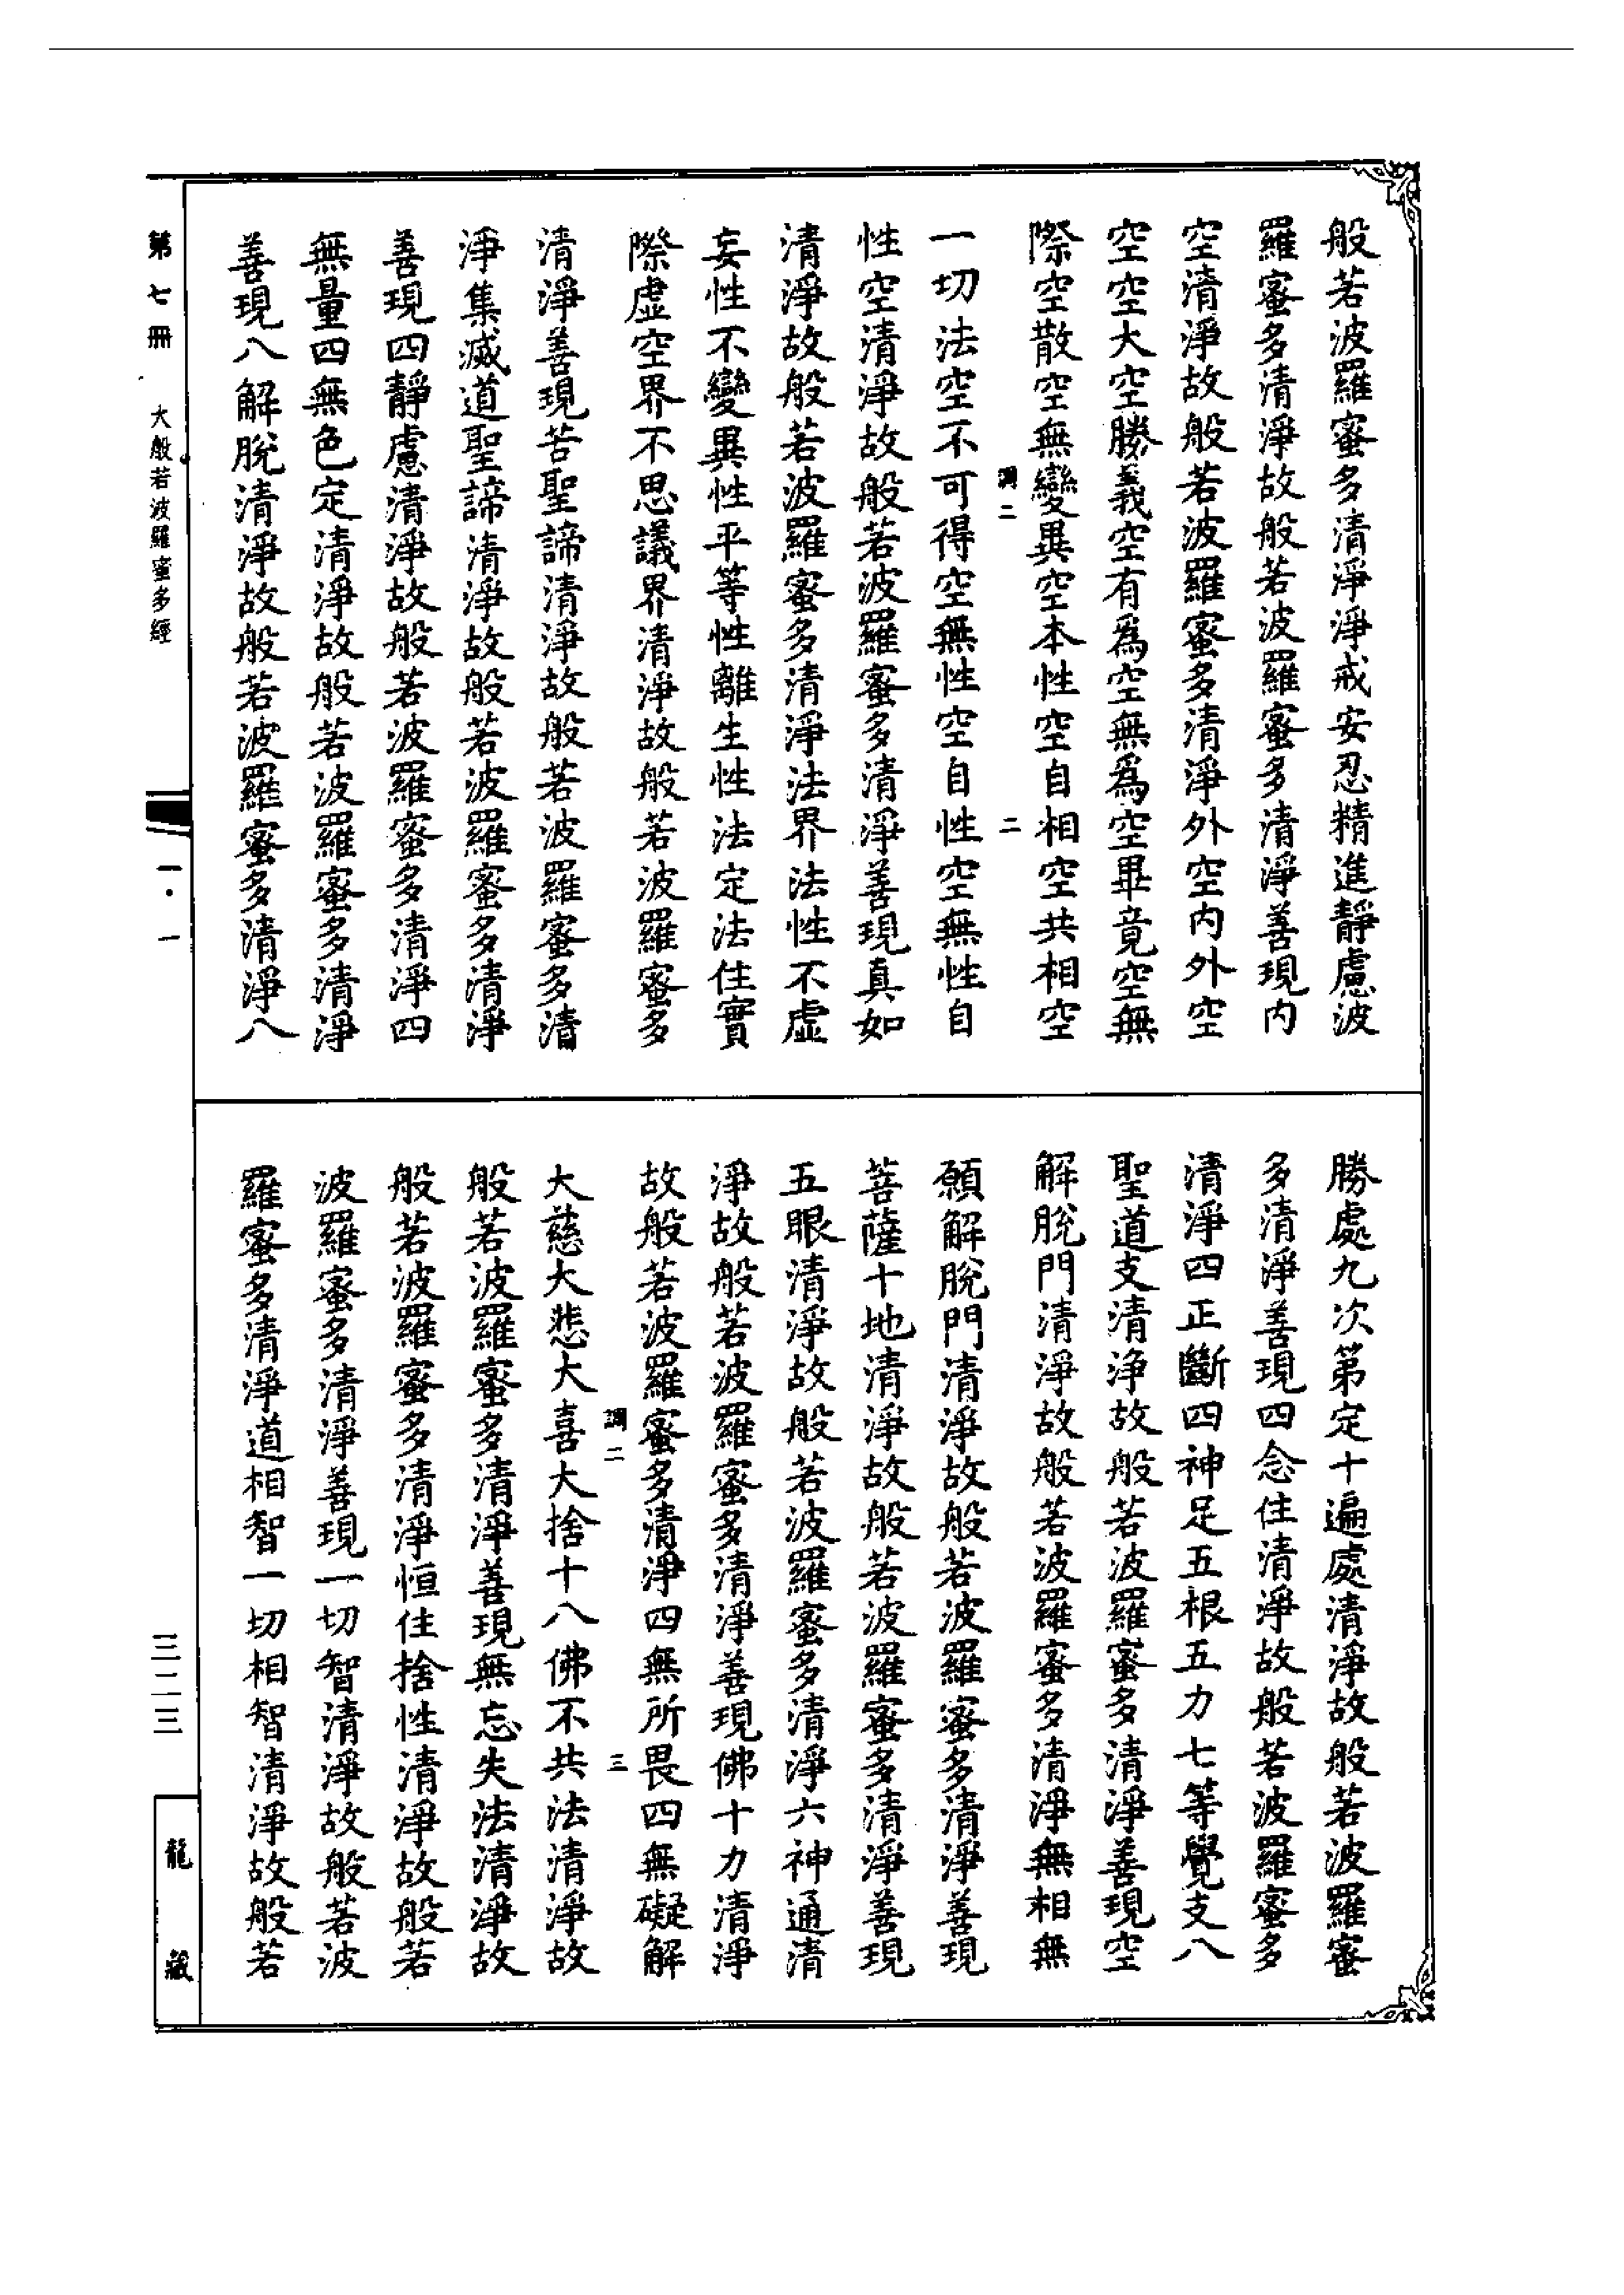 般若波羅蜜多清淨淨戒安忍精進靜慮波
羅蜜多清淨故般若波羅蜜多清淨善現內
空清淨故般若波羅蜜多清淨外空內外空
空空大空勝義空有爲空無爲空畢竟空無
際空散空無變異空本性空自相空共相空
調二
二
一切法空不可得空無性空自性空無性自
性空清淨故般若波羅蜜多清淨善現真如
清淨故般若波羅蜜多清淨法界法性不虛
妄性不變異性平等性離生性法定法住實
際虛空界不思議界清淨故般若波羅蜜多
清淨善現苦聖諦清淨故般若波羅蜜多清
淨集滅道聖諦清淨故般若波羅蜜多清淨
善現四靜慮清淨故般若波羅蜜多清淨四
無量四無色定清淨故般若波羅蜜多清淨
善現八解脫清淨故般若波羅蜜多清淨八
勝處九次第定十遍處清淨故般若波羅蜜
多清淨善現四念住清淨故般若波羅蜜多
清淨四正斷四神足五根五力七等覺支八
聖道支清淨故般若波羅蜜多清淨善現空
解脫門清淨故般若波羅蜜多清淨無相無
願解脫門清淨故般若波羅蜜多清淨善現
菩薩十地清淨故般若波羅蜜多清淨善現
五眼清淨故般若波羅蜜多清淨六神通清
淨故般若波羅蜜多清淨善現佛十力清淨
故般若波羅蜜多清淨四無所畏四無礙解
調二
三
大慈大悲大喜大捨十八佛不共法清淨故
般若波羅蜜多清淨善現無忘失法清淨故
般若波羅蜜多清淨恒住捨性清淨故般若
波羅蜜多清淨善現一切智清淨故般若波
羅蜜多清淨道相智一切相智清淨故般若
第七冊 大般若波羅蜜多經
一·一
三二三
龍藏